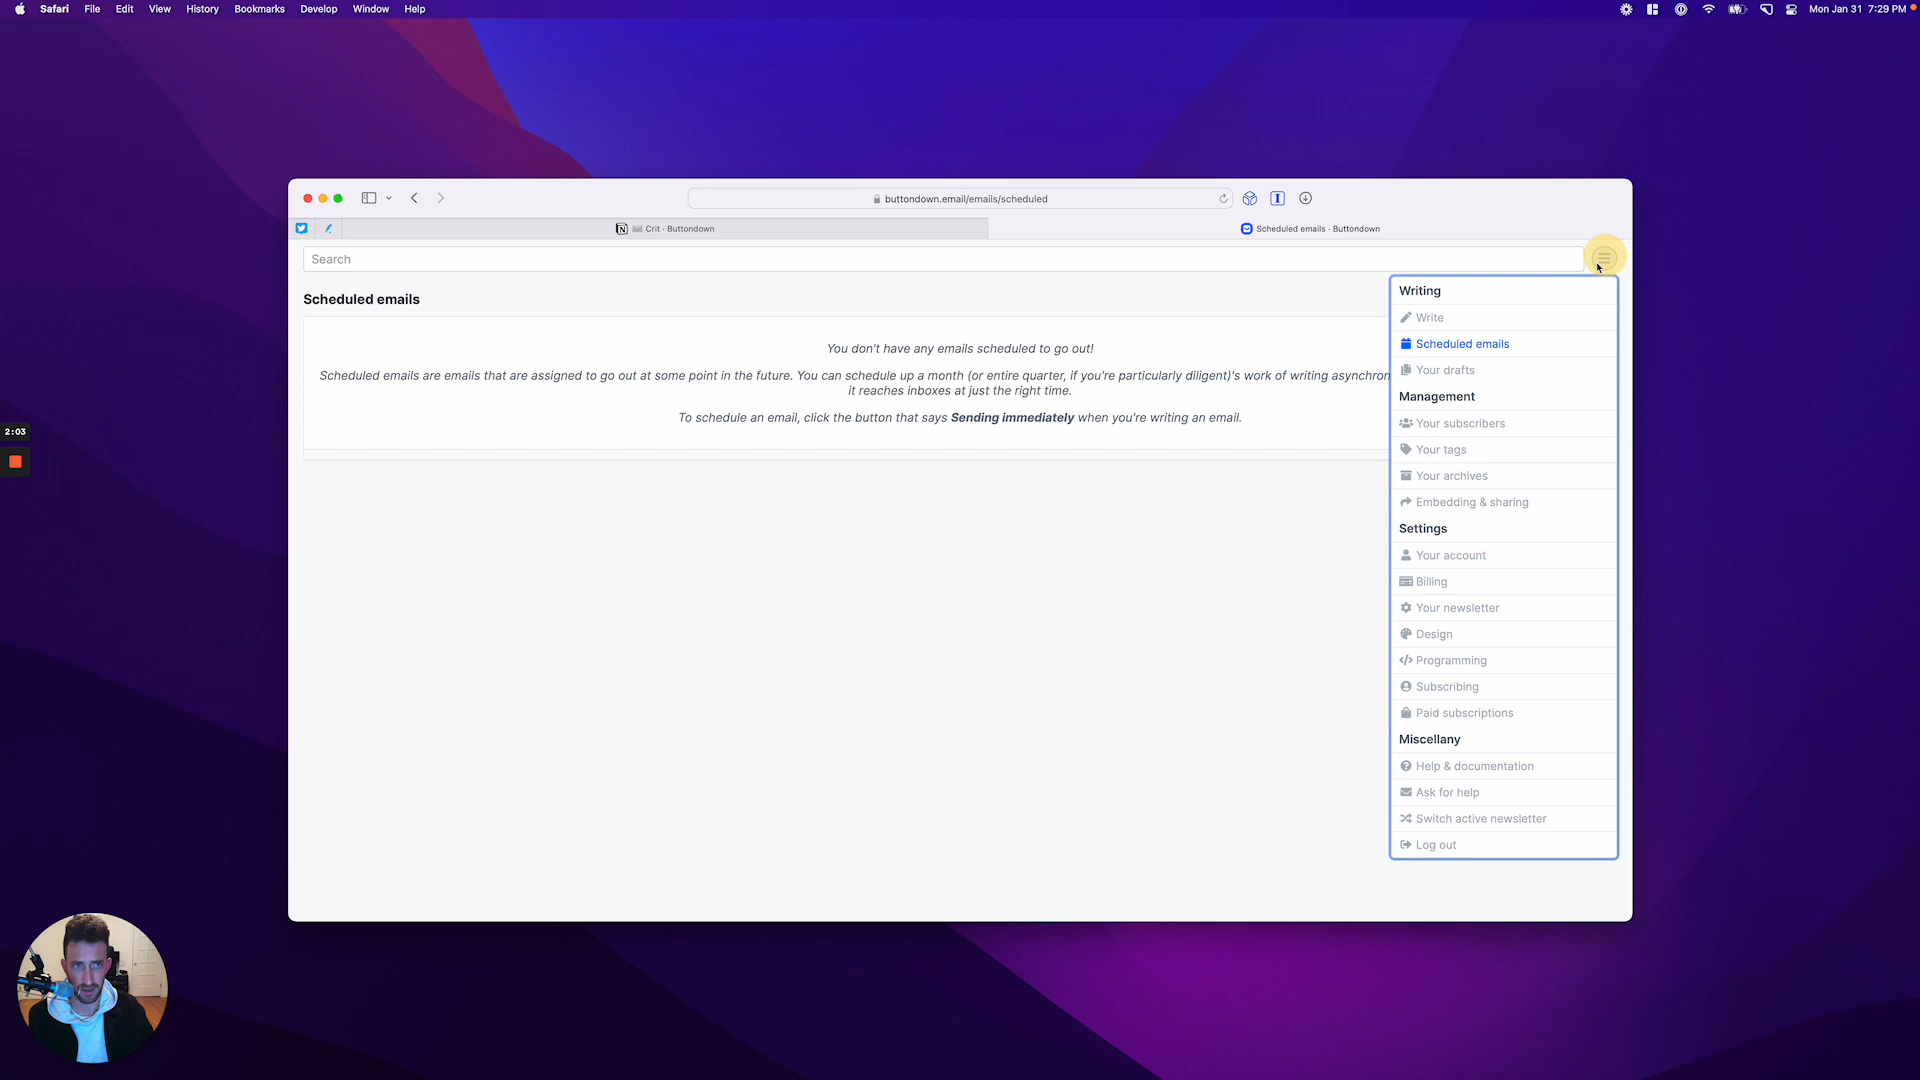 Safari File Edit View History Bookmarks Develop Window Help
Mon Jan 31 7:29 PM
buttondown.email/emails/scheduled
Crit · Buttondown
Scheduled emails · Buttondown
Search
Scheduled emails
You don't have any emails scheduled to go out!
Scheduled emails are emails that are assigned to go out at some point in the future. You can schedule up a month (or entire quarter, if you're particularly diligent)'s work of writing asynchron
it reaches inboxes at just the right time.
To schedule an email, click the button that says Sending immediately when you're writing an email.
Writing
Write
Scheduled emails
Your drafts
Management
Your subscribers
Your tags
Your archives
Embedding & sharing
Settings
Your account
Billing
Your newsletter
Design
Programming
Subscribing
Paid subscriptions
Miscellany
Help & documentation
Ask for help
Switch active newsletter
Log out
2:03